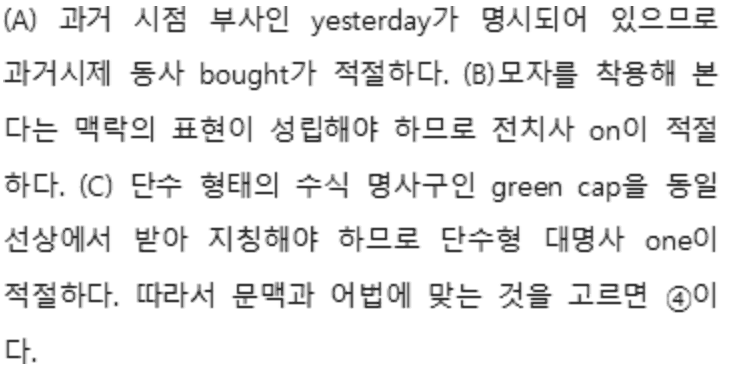 (A) 과거 시점 부사인 yesterday가 명시되어 있으므로
과거시제 동사 bought가 적절하다. (B)모자를 착용해 본
다는 맥락의 표현이 성립해야 하므로 전치사 on이 적절
하다. (C) 단수 형태의 수식 명사구인 green cap을 동일
선상에서 받아 지칭해야 하므로 단수형 대명사 one이
적절하다. 따라서 문맥과 어법에 맞는 것을 고르면 ④이
다.